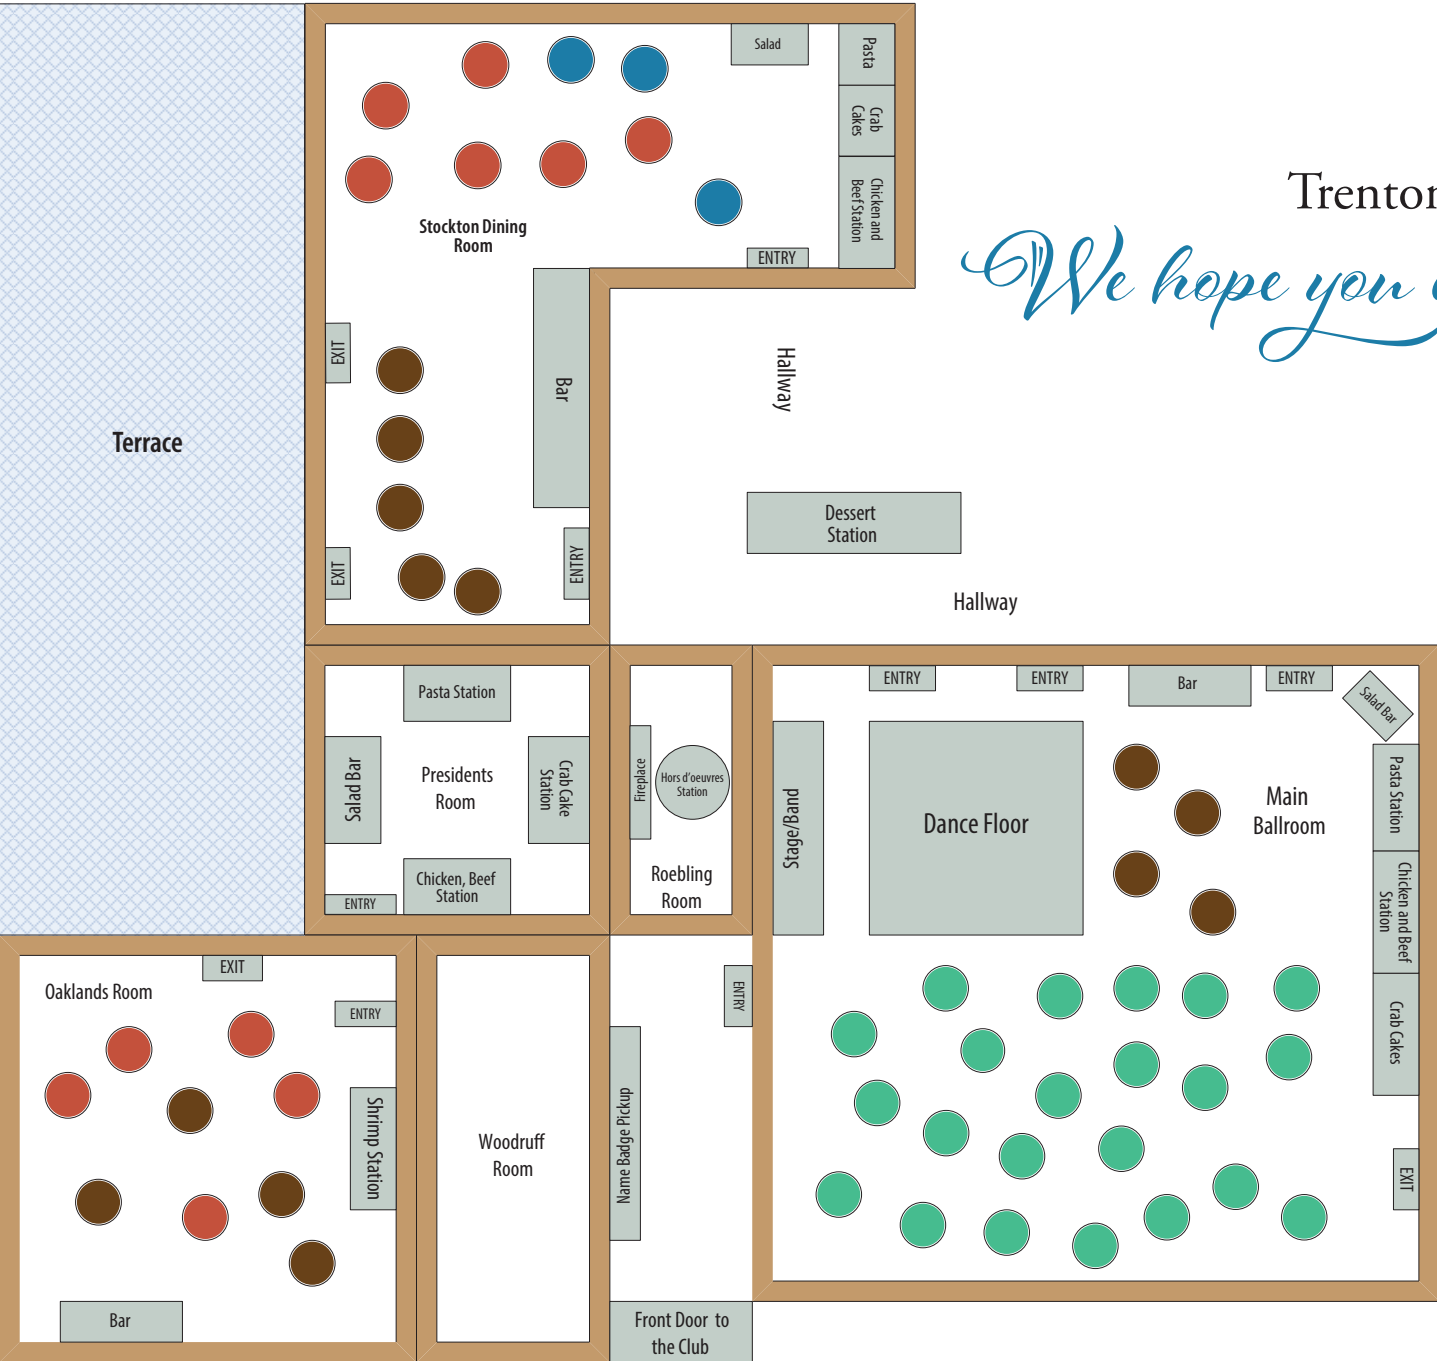 Salad
Pasta
Crab
Cakes
Chicken and
Beef Station
Trenton
We hope you
Stockton Dining
Room
ENTRY
EXIT
Bar
Hallway
Terrace
Dessert
Station
EXIT
ENTRY
Hallway
Pasta Station
Salad Bar
Presidents
Room
Crab Cake
Station
Chicken, Beef
Station
ENTRY
Fireplace
Hors d'oeuvres
Station
Roebling
Room
ENTRY
ENTRY
Bar
ENTRY
Salad Bar
Stage/Band
Dance Floor
Main
Ballroom
Pasta Station
Chicken and Beef
Station
Crab Cakes
EXIT
Oaklands Room
EXIT
ENTRY
Shrimp Station
Bar
Woodruff
Room
ENTRY
Name Badge Pickup
Front Door to
the Club